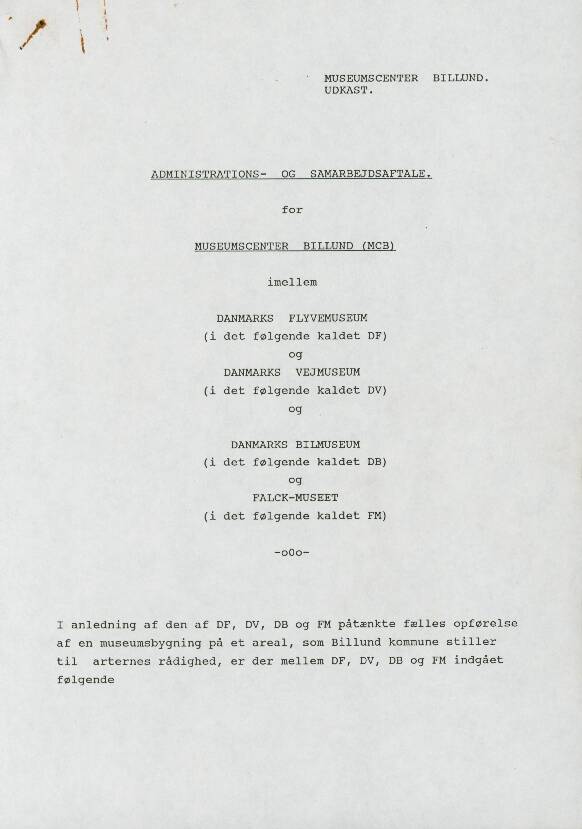 MUSEUMSCENTER BILLUND.
UDKAST.
ADMINISTRATIONS- OG SAMARBEJDSAFTALE.
for
MUSEUMSCENTER BILLUND (MCB)
imellem
DANMARKS FLYVEMUSEUM
(i det følgende kaldet DF)
og
DANMARKS VEJMUSEUM
(i det følgende kaldet DV)
og
DANMARKS BILMUSEUM
(i det følgende kaldet DB)
og
FALCK-MUSEET
(i det følgende kaldet FM)
-oOo-
I anledning af den af DF, DV, DB og FM påtænkte fælles opførelse
af en museumsbygning på et areal, som Billund kommune stiller
til arternes rådighed, er der mellem DF, DV, DB og FM indgået
følgende